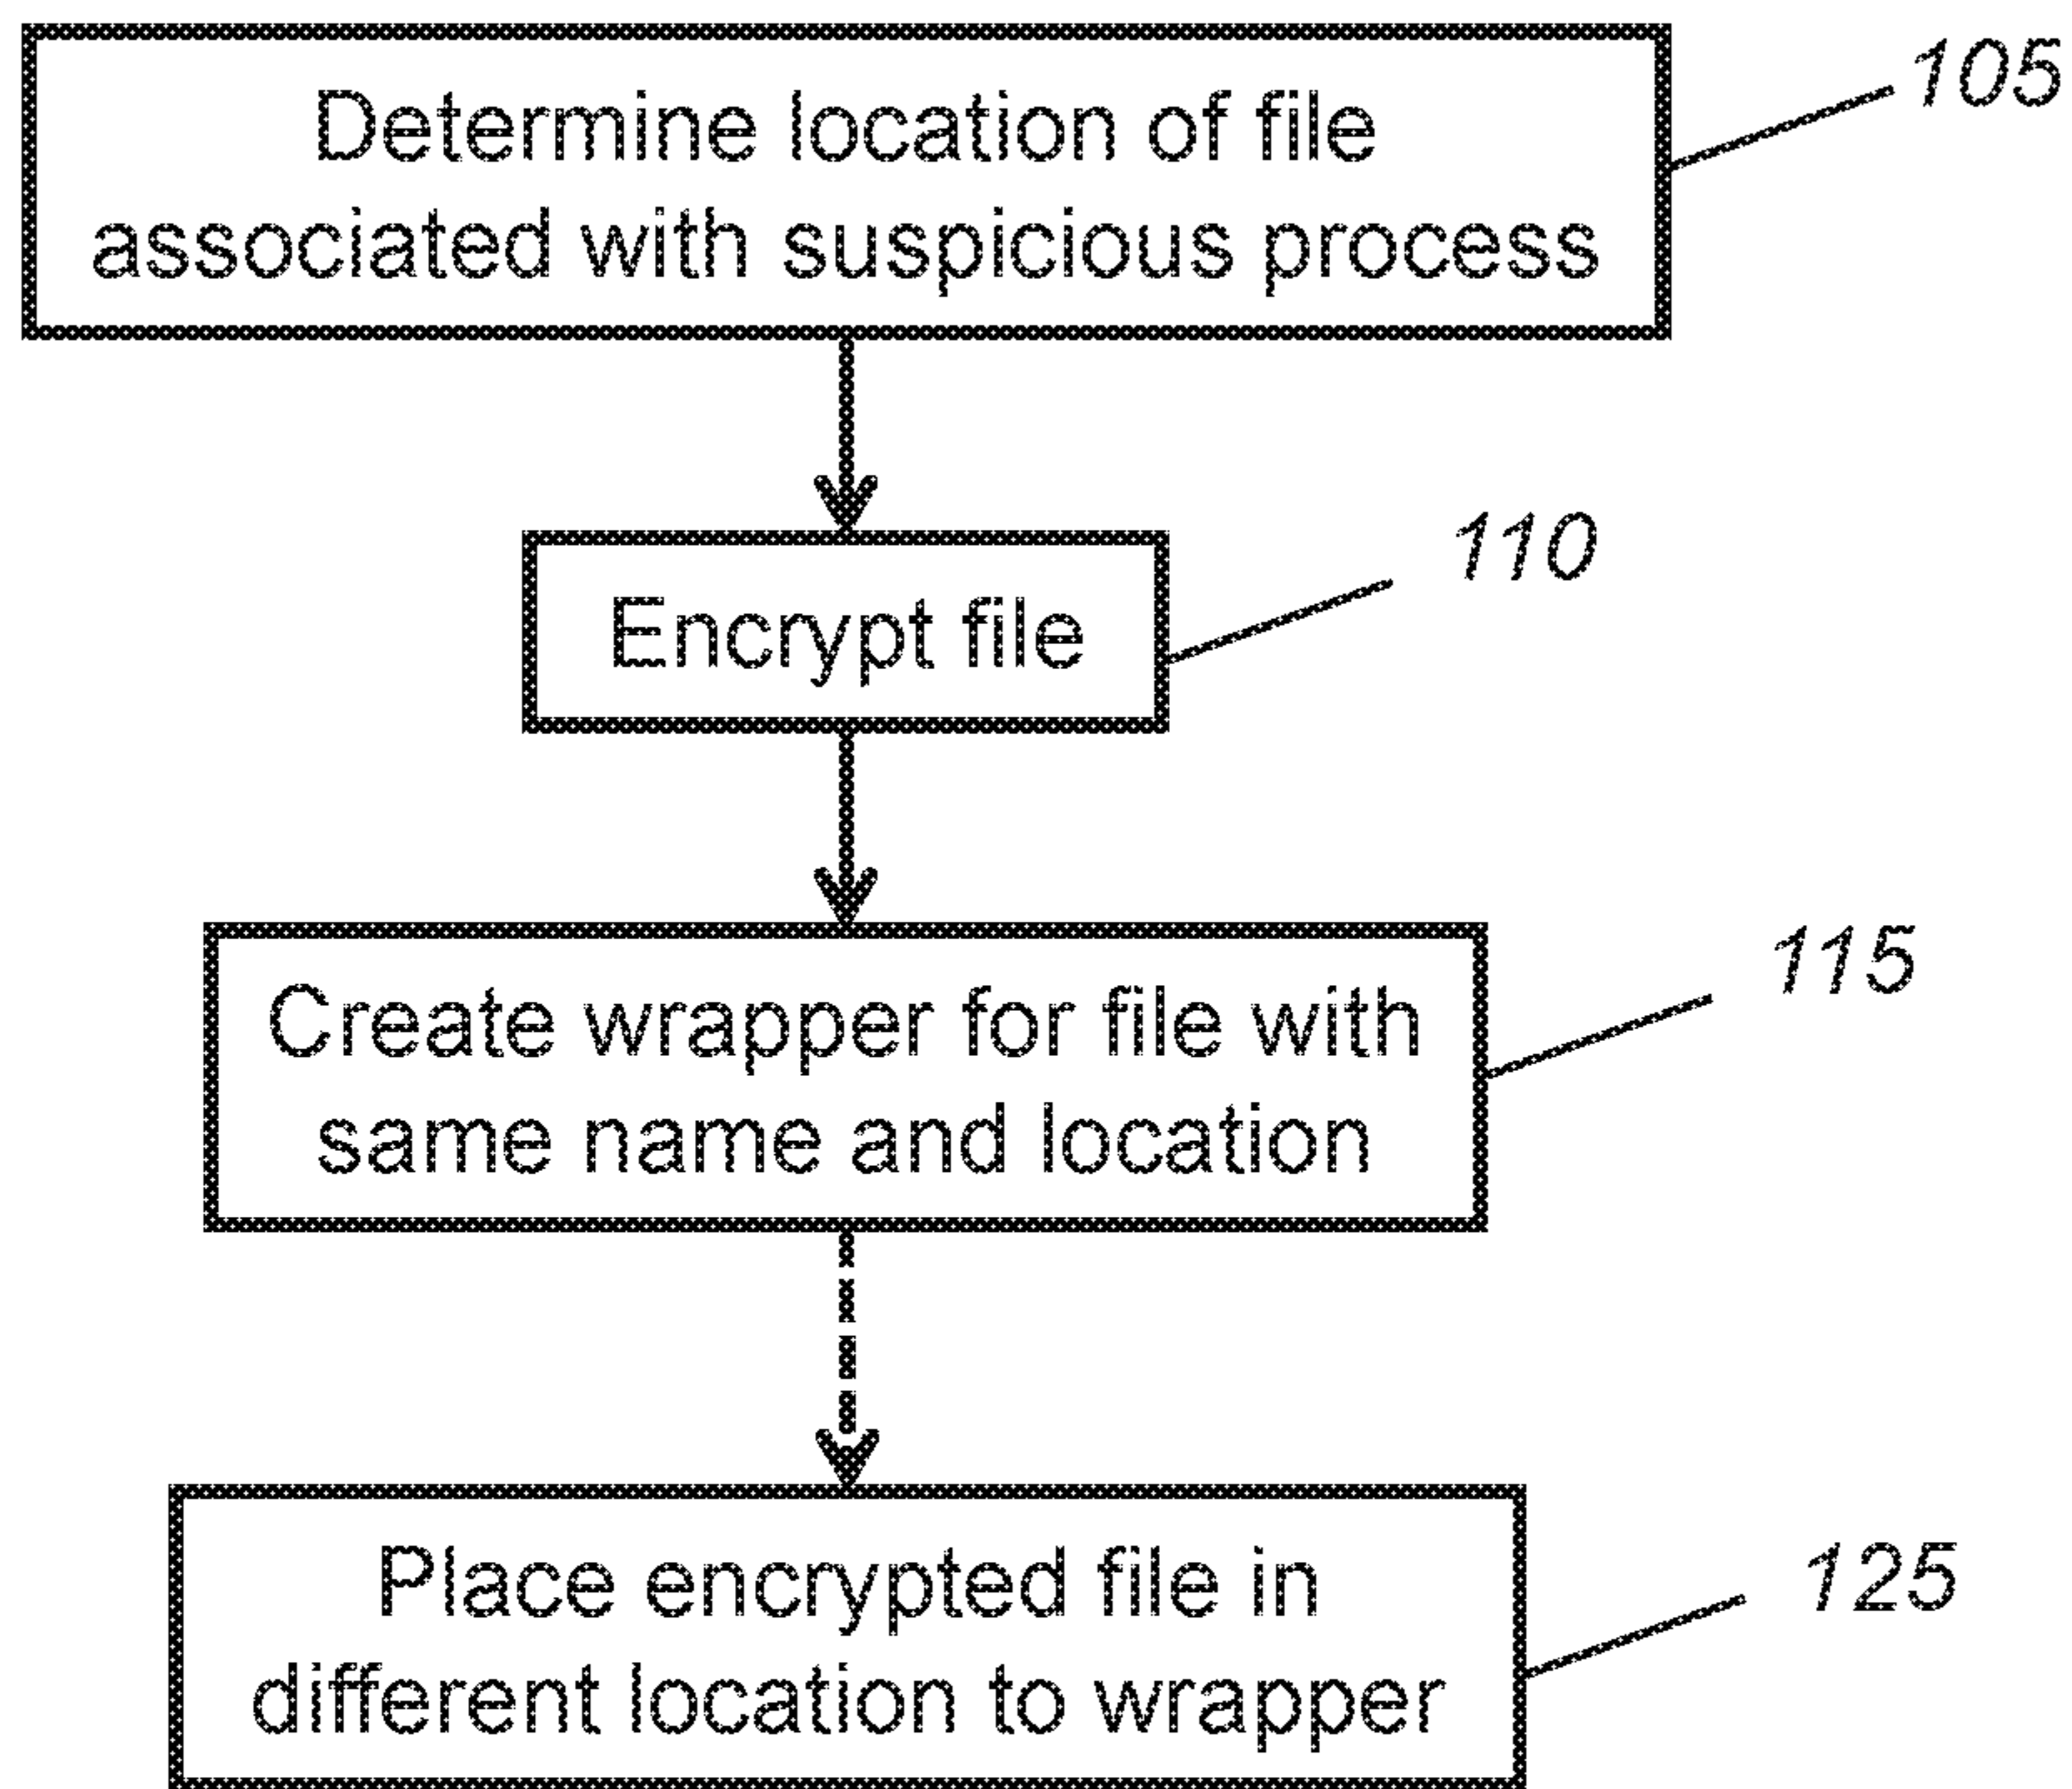 Determine location of file
associated with suspicious process
105
Encrypt file
110
Create wrapper for file with
same name and location
115
Place encrypted file in
different location to wrapper
125